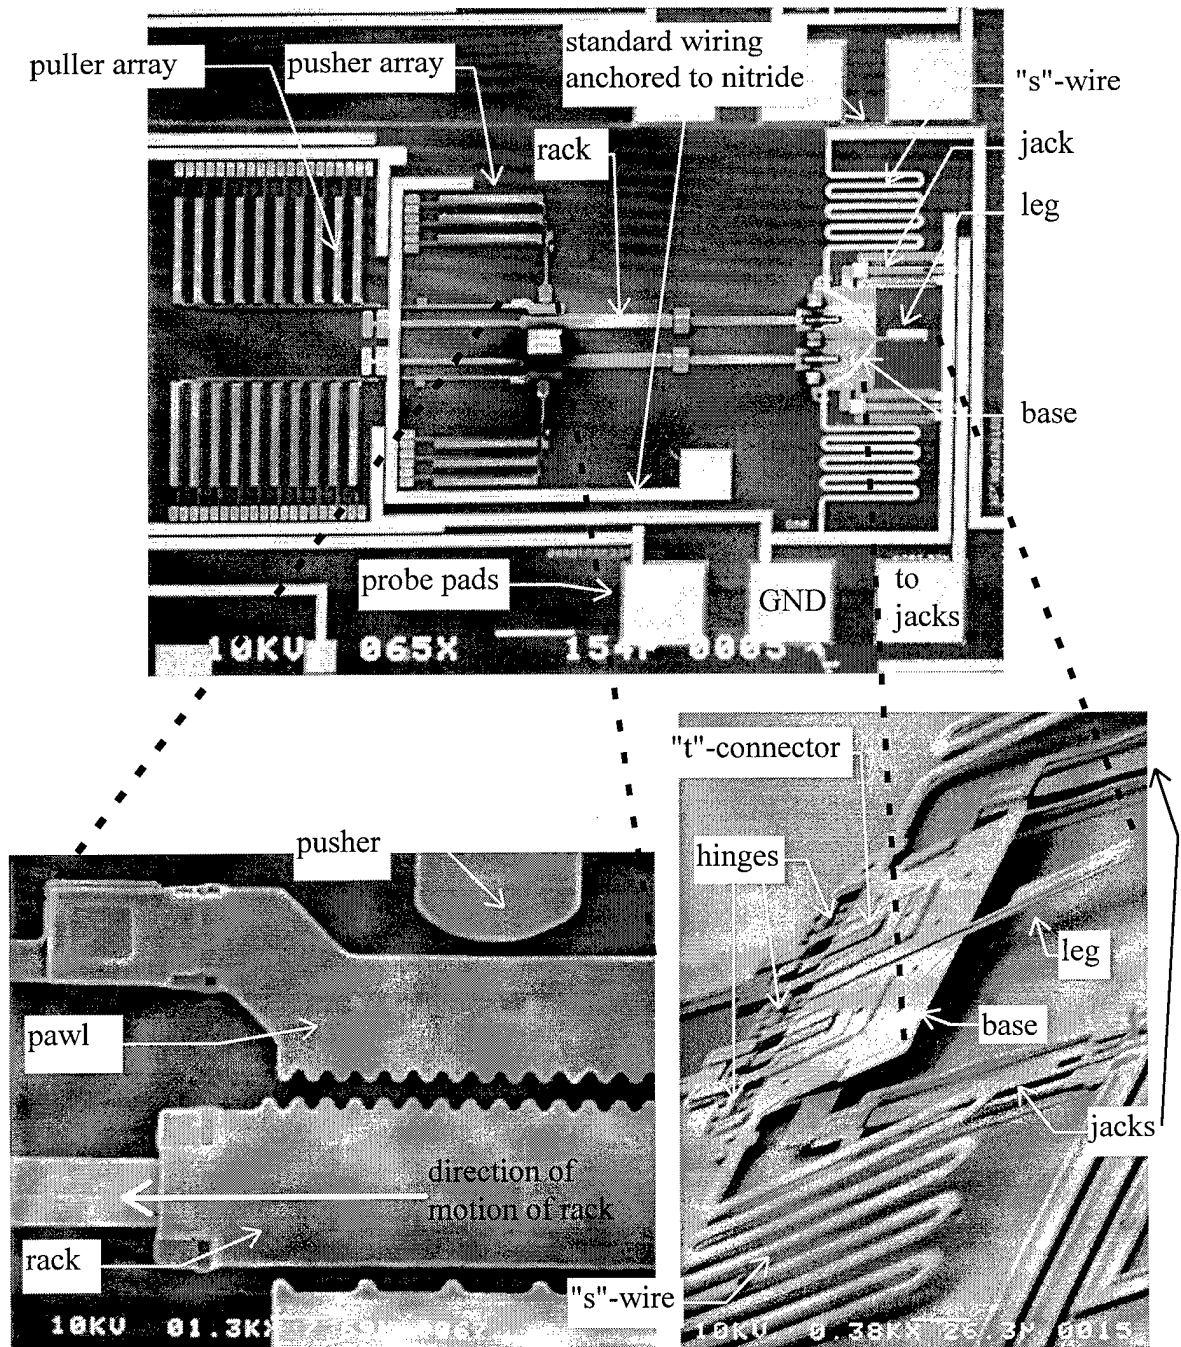 puller array
pusher array
standard wiring
anchored to nitride
"s"-wire
rack
jack
leg
base
probe pads
GND
to
jacks
10KV 065X
"t"-connector
pusher
hinges
leg
pawl
base
jacks
direction of
motion of rack
rack
"s"-wire
10KV 01.3KX
10KV 0.38KX 26.3M 0015